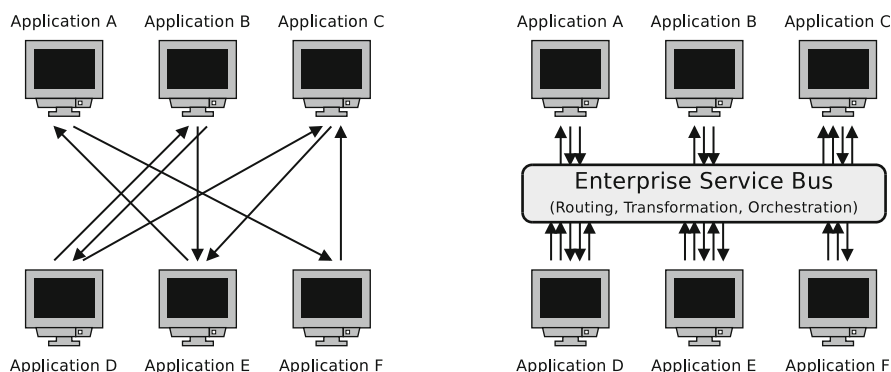 Application A Application B Application C Application A Application B Application C
Enterprise Service Bus
(Routing, Transformation, Orchestration)
Application D Application E Application F Application D Application E Application F